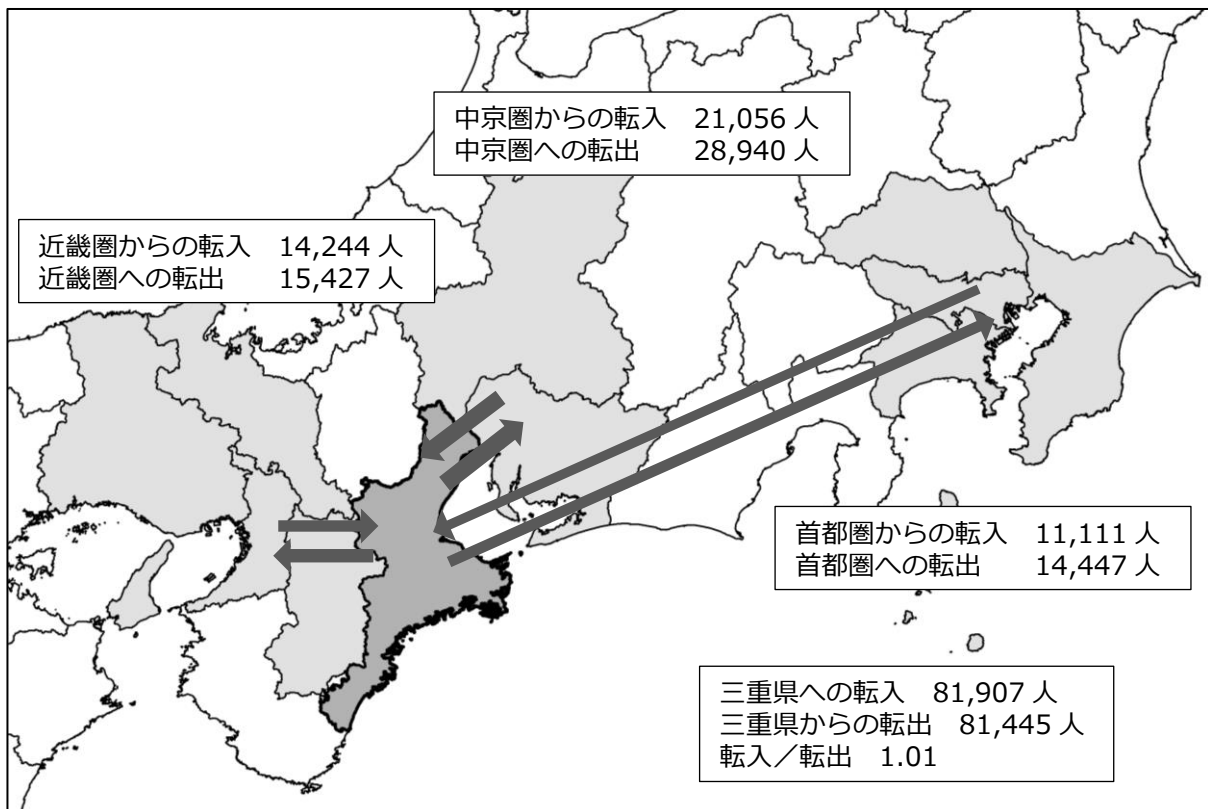 中京圏からの転入　21,056 人
中京圏への転出　　28,940 人
近畿圏からの転入　14,244 人
近畿圏への転出　　15,427 人
首都圏からの転入　　11,111 人
首都圏への転出　　　14,447 人
三重県への転入　81,907 人
三重県からの転出　81,445 人
転入／転出　1.01